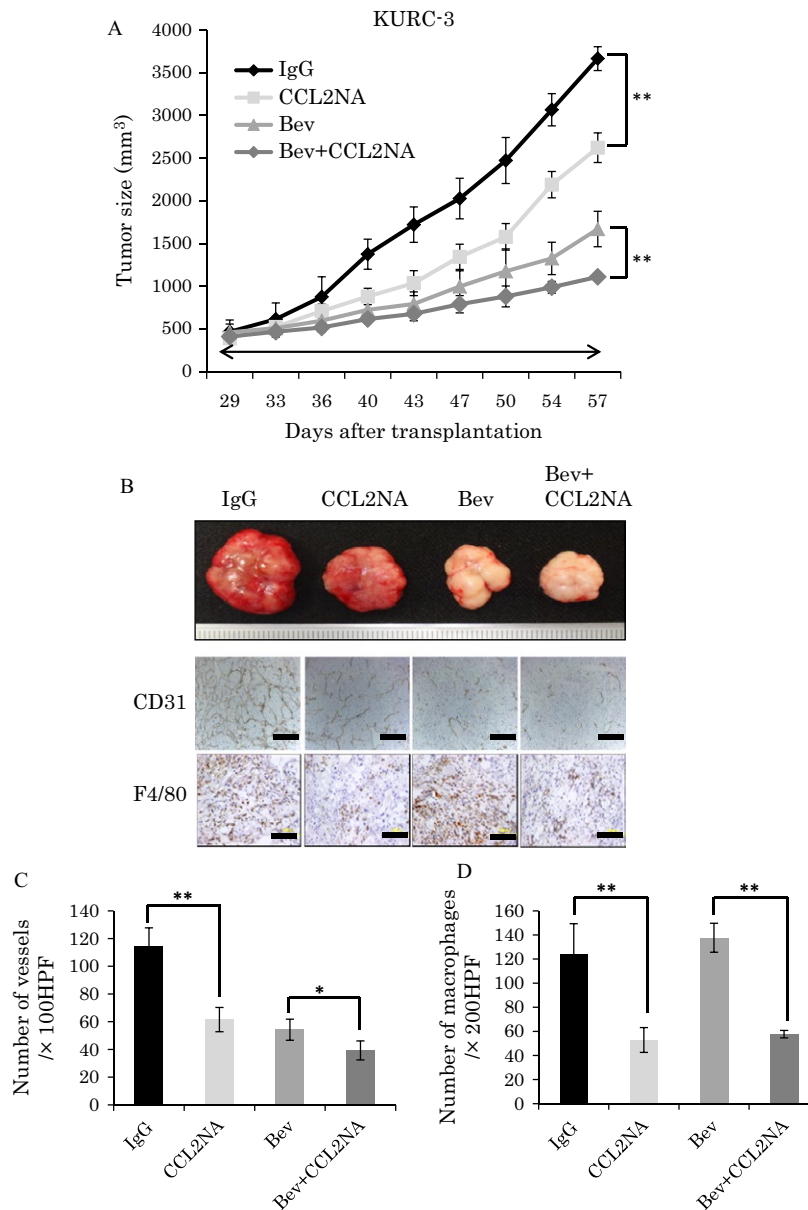 A
KURC-3
Tumor size (mm³)
4000
3500
3000
2500
2000
1500
1000
500
0
IgG
CCL2NA
Bev
Bev+CCL2NA
**
**
29 33 36 40 43 47 50 54 57
Days after transplantation
B
IgG CCL2NA Bev Bev+
CCL2NA
CD31
F4/80
C
Number of vessels
/× 100HPF
140
120
100
80
60
40
20
0
**
*
IgG
CCL2NA
Bev
Bev+CCL2NA
D
Number of macrophages
/× 200HPF
160
140
120
100
80
60
40
20
0
**
**
IgG
CCL2NA
Bev
Bev+CCL2NA